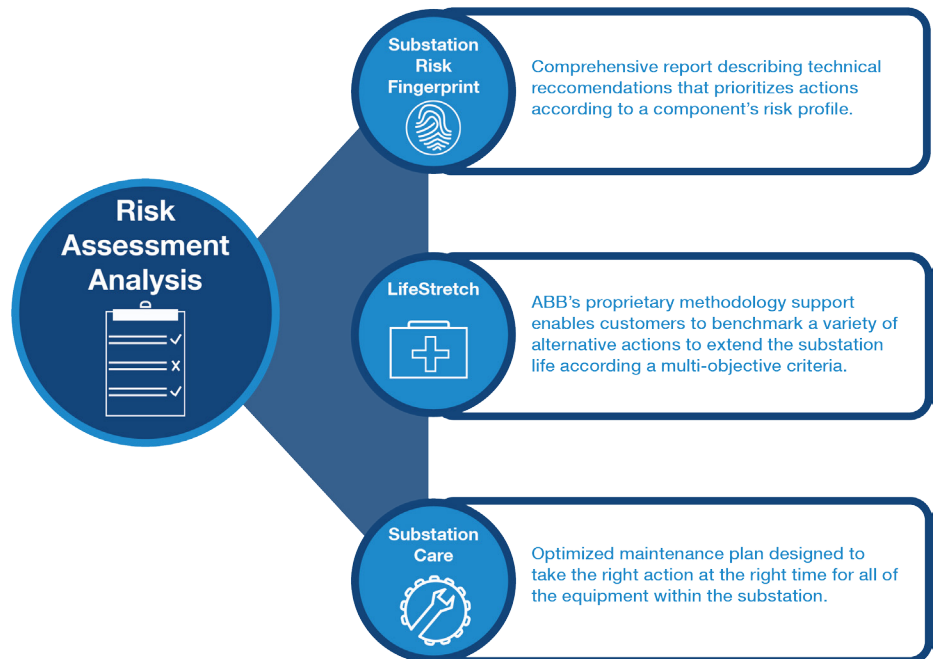 Risk
Assessment
Analysis
Substation
Risk
Fingerprint
Comprehensive report describing technical
reccomendations that prioritizes actions
according to a component's risk profile.
LifeStretch
ABB's proprietary methodology support
enables customers to benchmark a variety of
alternative actions to extend the substation
life according a multi-objective criteria.
Substation
Care
Optimized maintenance plan designed to
take the right action at the right time for all of
the equipment within the substation.